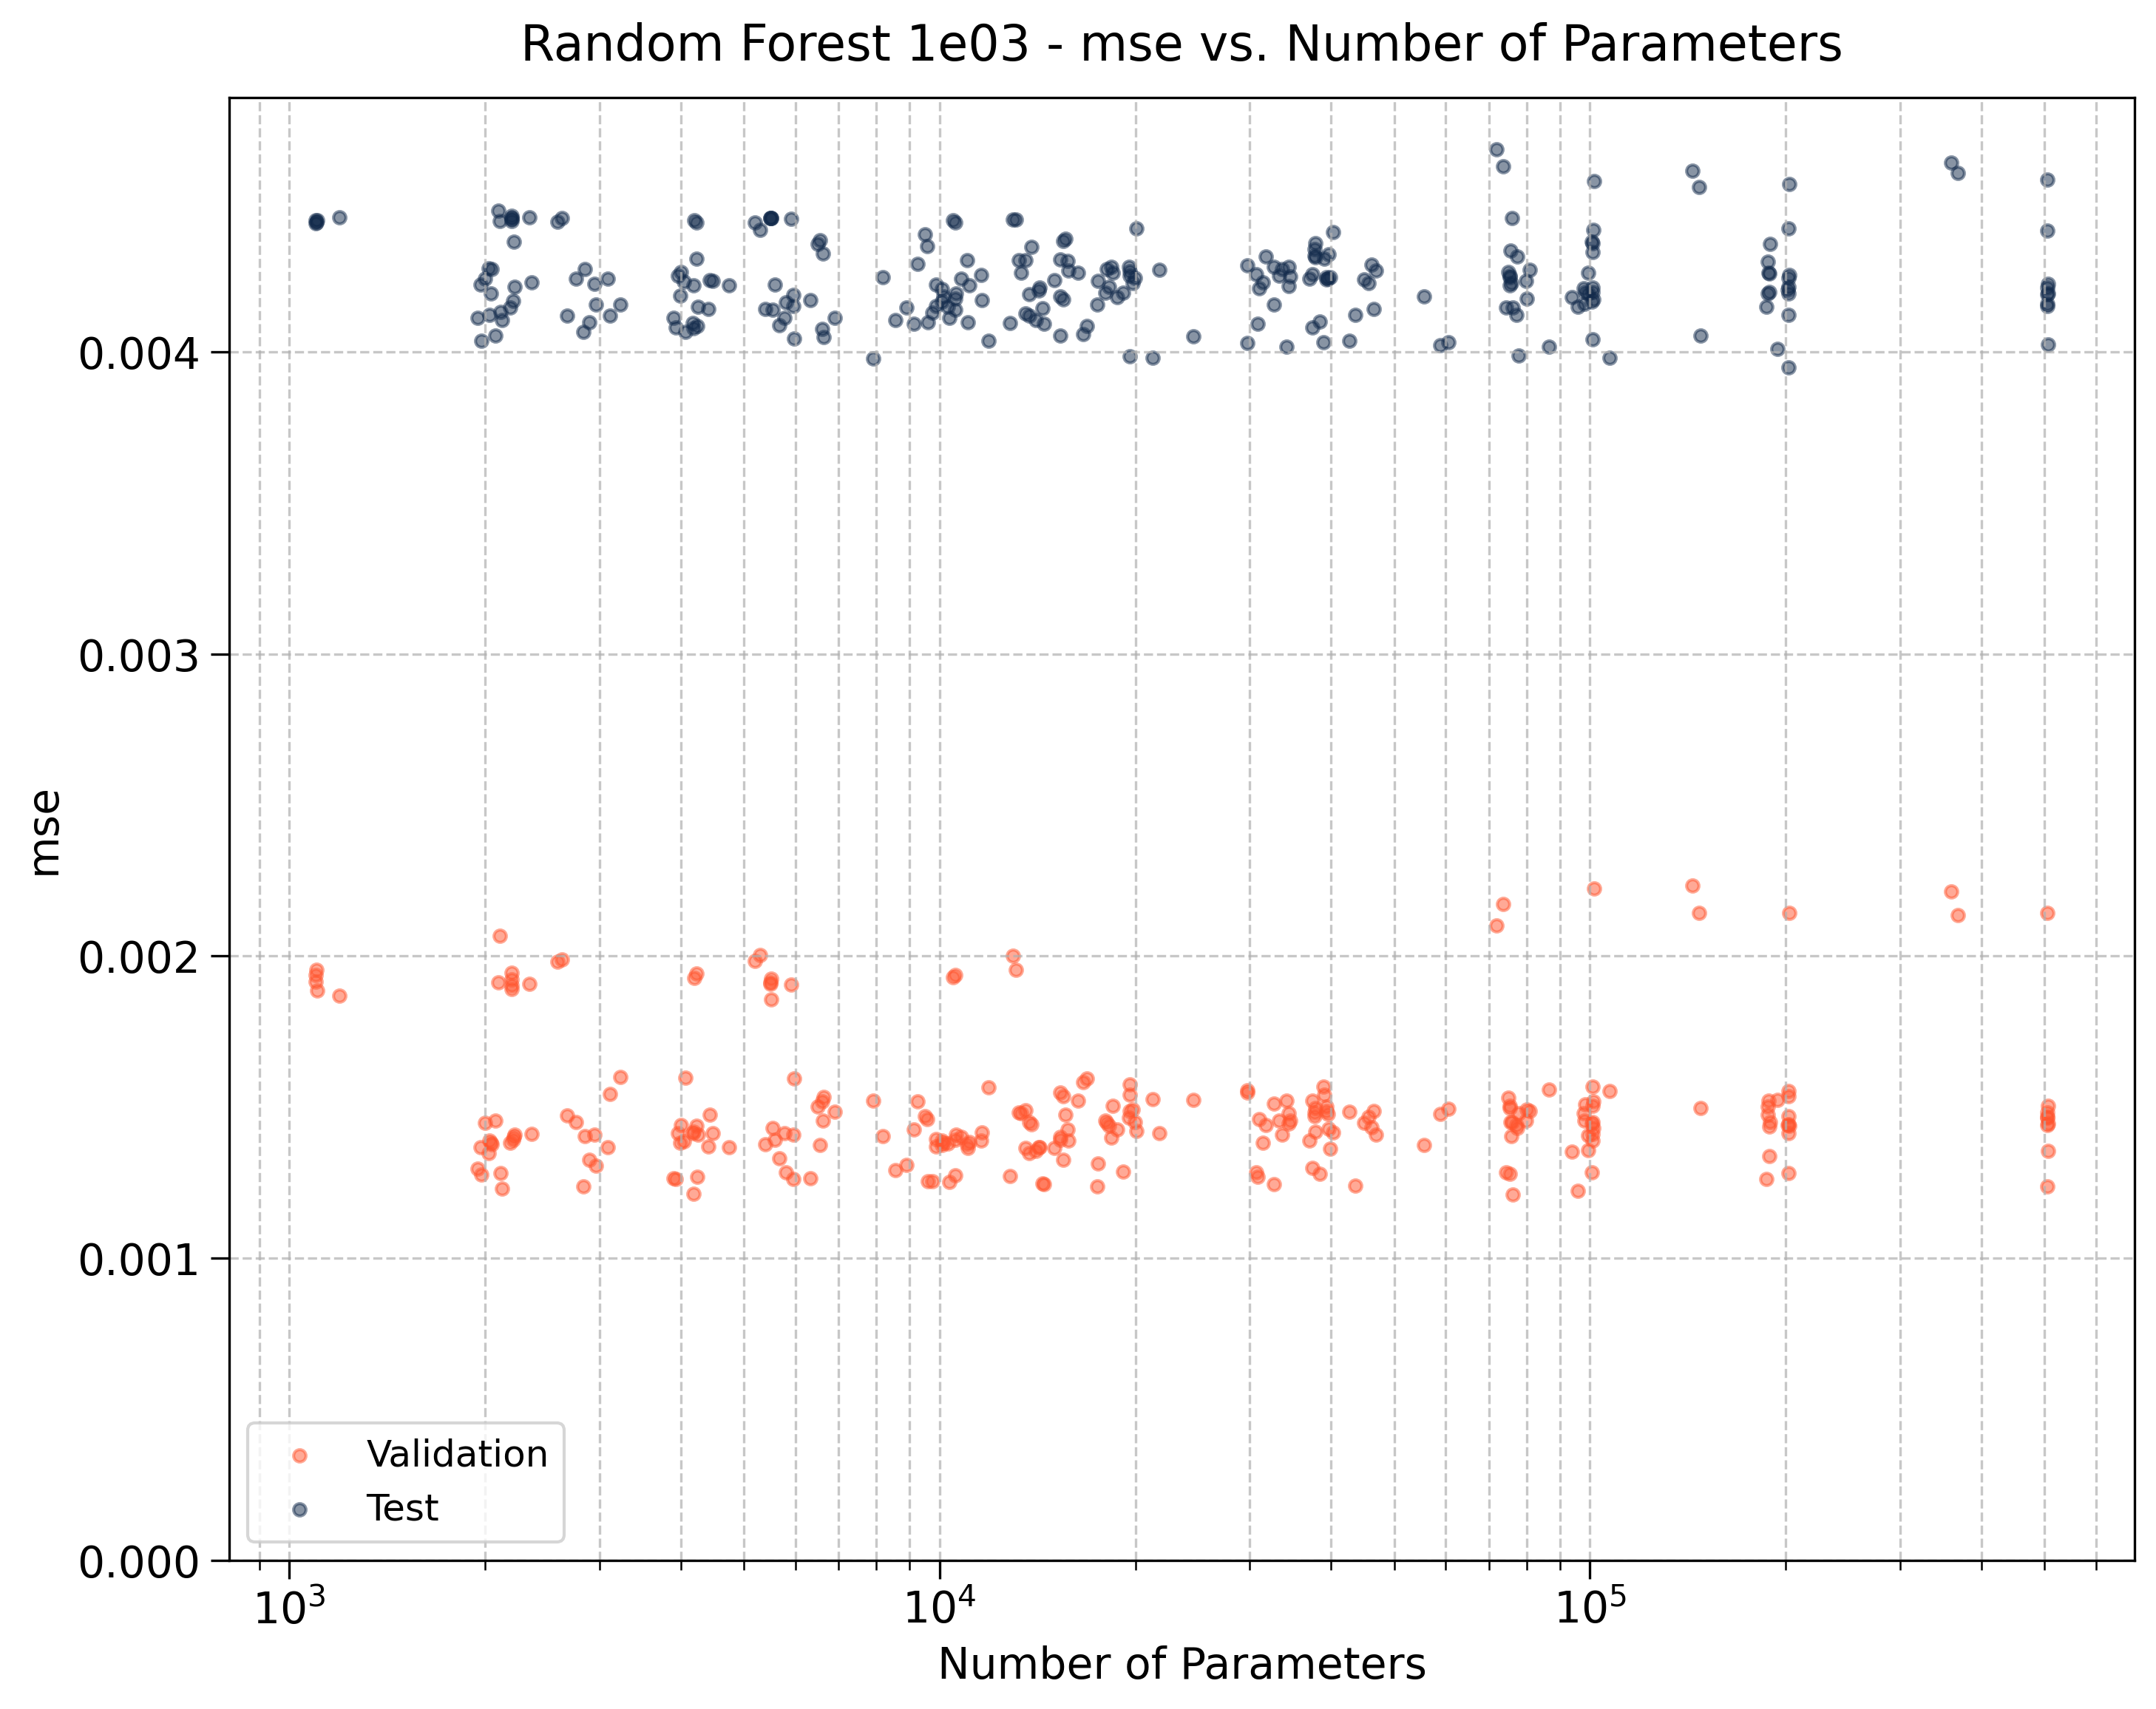 Random Forest 1e03 - mse vs. Number of Parameters
mse
0.004
0.003
0.002
0.001
0.000
Validation
Test
10³
10⁴
10⁵
Number of Parameters